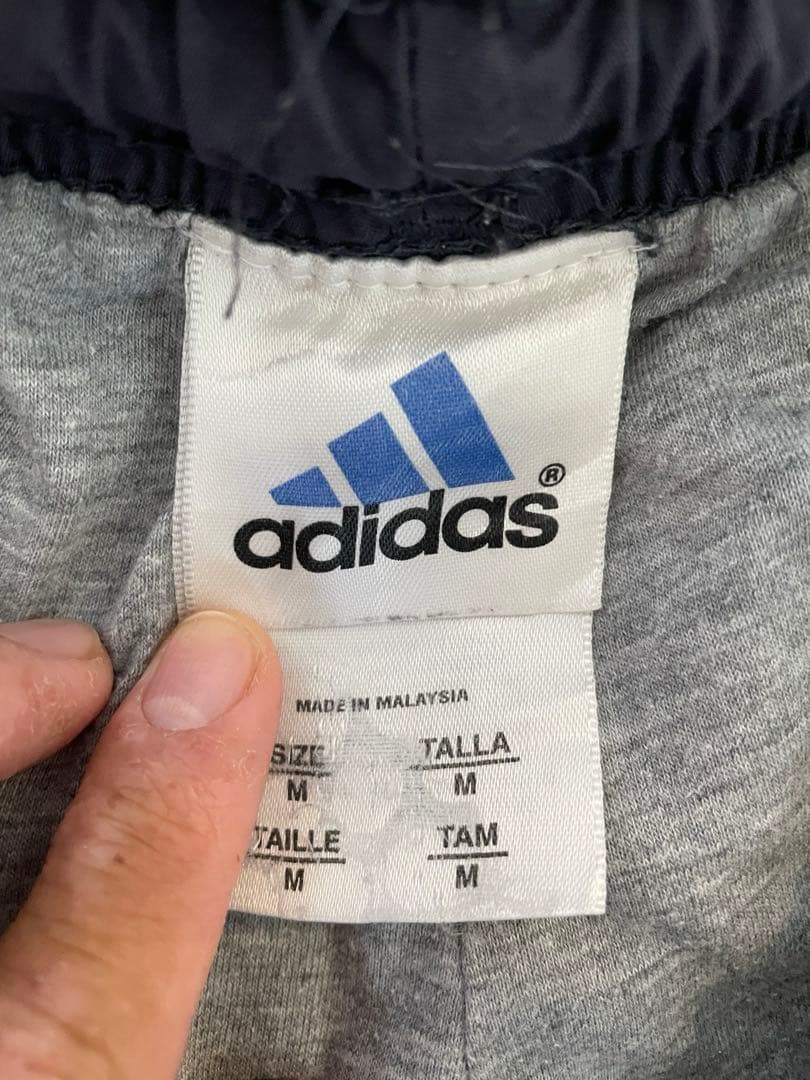 adidas®
MADE IN MALAYSIA
SIZE TALLA
M M
TAILLE TAM
M M